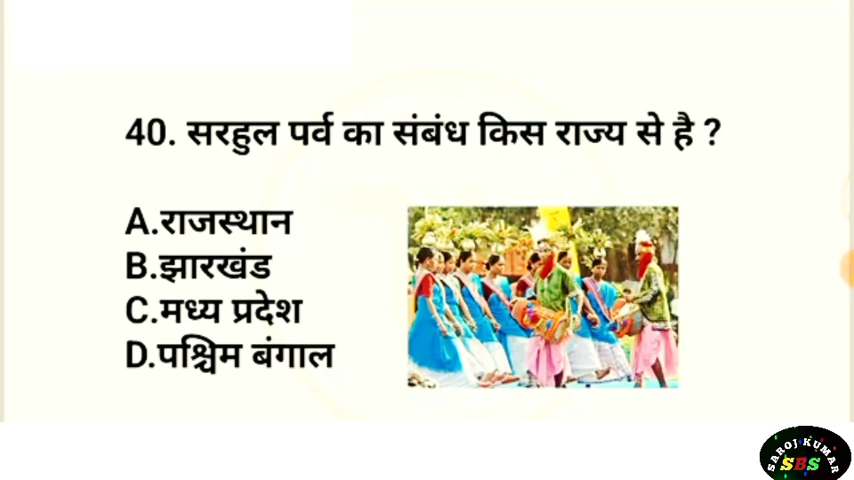 40. सरहुल पर्व का संबंध किस राज्य से है ?
A.राजस्थान
B.झारखंड
C.मध्य प्रदेश
D.पश्चिम बंगाल
SAROJ KUMAR
SBS